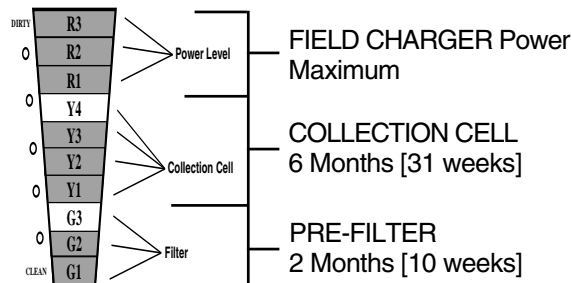 DIRTY
R3
R2
R1
Y4
Y3
Y2
Y1
G3
G2
CLEAN G1
Power Level
Collection Cell
Filter
FIELD CHARGER Power
Maximum
COLLECTION CELL
6 Months [31 weeks]
PRE-FILTER
2 Months [10 weeks]